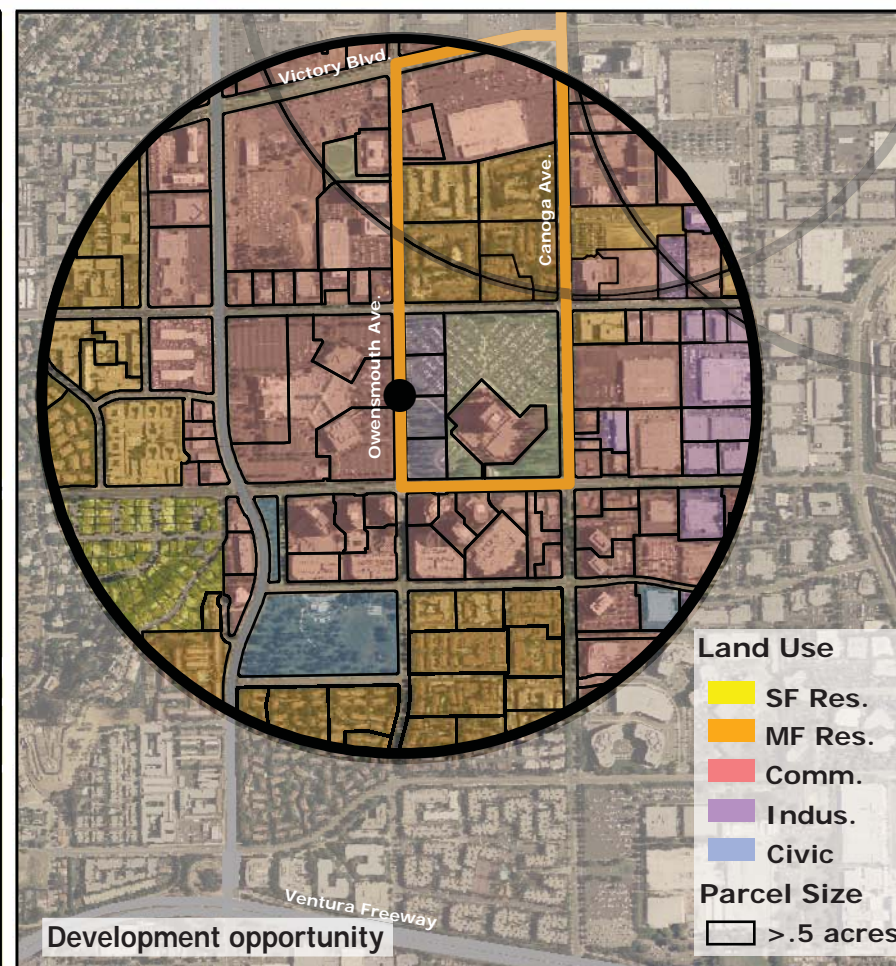 Victory Blvd.
Canoga Ave.
Owensmouth Ave.
Land Use
SF Res.
MF Res.
Comm.
Indus.
Civic
Parcel Size
>.5 acres
Ventura Freeway
Development opportunity